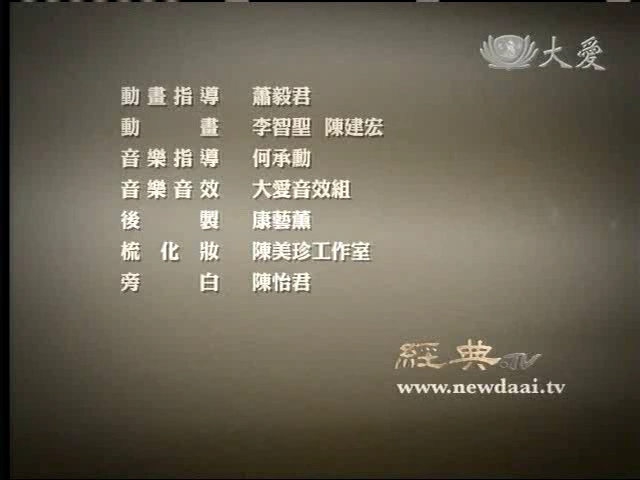 大愛
動畫指導 蕭毅君
動畫 李智聖 陳建宏
音樂指導 何承勳
音樂音效 大愛音效組
後製 康藝薰
梳化妝 陳美珍工作室
旁白 陳怡君
經典.TV
www.newdaai.tv